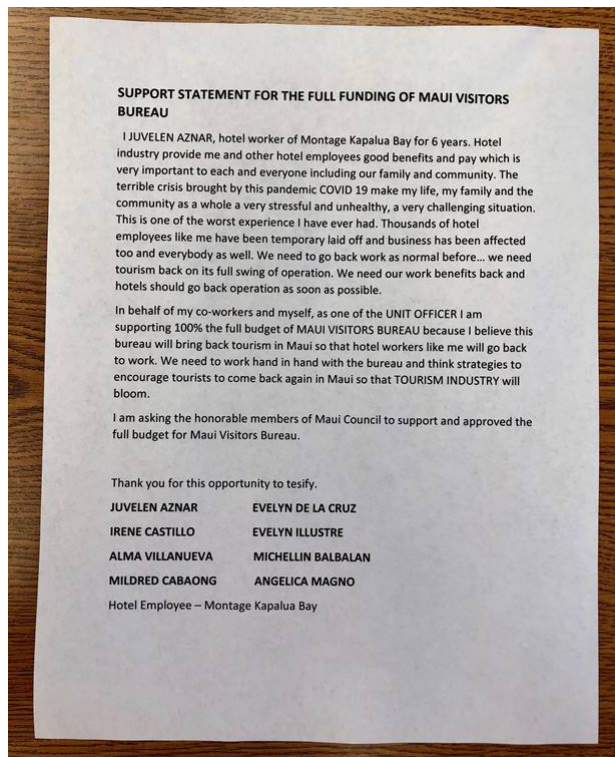 SUPPORT STATEMENT FOR THE FULL FUNDING OF MAUI VISITORS
BUREAU
I JUVELEN AZNAR, hotel worker of Montage Kapalua Bay for 6 years. Hotel
industry provide me and other hotel employees good benefits and pay which is
very important to each and everyone including our family and community. The
terrible crisis brought by this pandemic COVID 19 make my life, my family and the
community as a whole a very stressful and unhealthy, a very challenging situation.
This is one of the worst experience I have ever had. Thousands of hotel
employees like me have been temporary laid off and business has been affected
too and everybody as well. We need to go back work as normal before... we need
tourism back on its full swing of operation. We need our work benefits back and
hotels should go back operation as soon as possible.
In behalf of my co-workers and myself, as one of the UNIT OFFICER I am
supporting 100% the full budget of MAUI VISITORS BUREAU because I believe this
bureau will bring back tourism in Maui so that hotel workers like me will go back
to work. We need to work hand in hand with the bureau and think strategies to
encourage tourists to come back again in Maui so that TOURISM INDUSTRY will
bloom.
I am asking the honorable members of Maui Council to support and approved the
full budget for Maui Visitors Bureau.
Thank you for this opportunity to tesify.
JUVELEN AZNAR EVELYN DE LA CRUZ
IRENE CASTILLO EVELYN ILLUSTRE
ALMA VILLANUEVA MICHELLIN BALBALAN
MILDRED CABAONG ANGELICA MAGNO
Hotel Employee – Montage Kapalua Bay